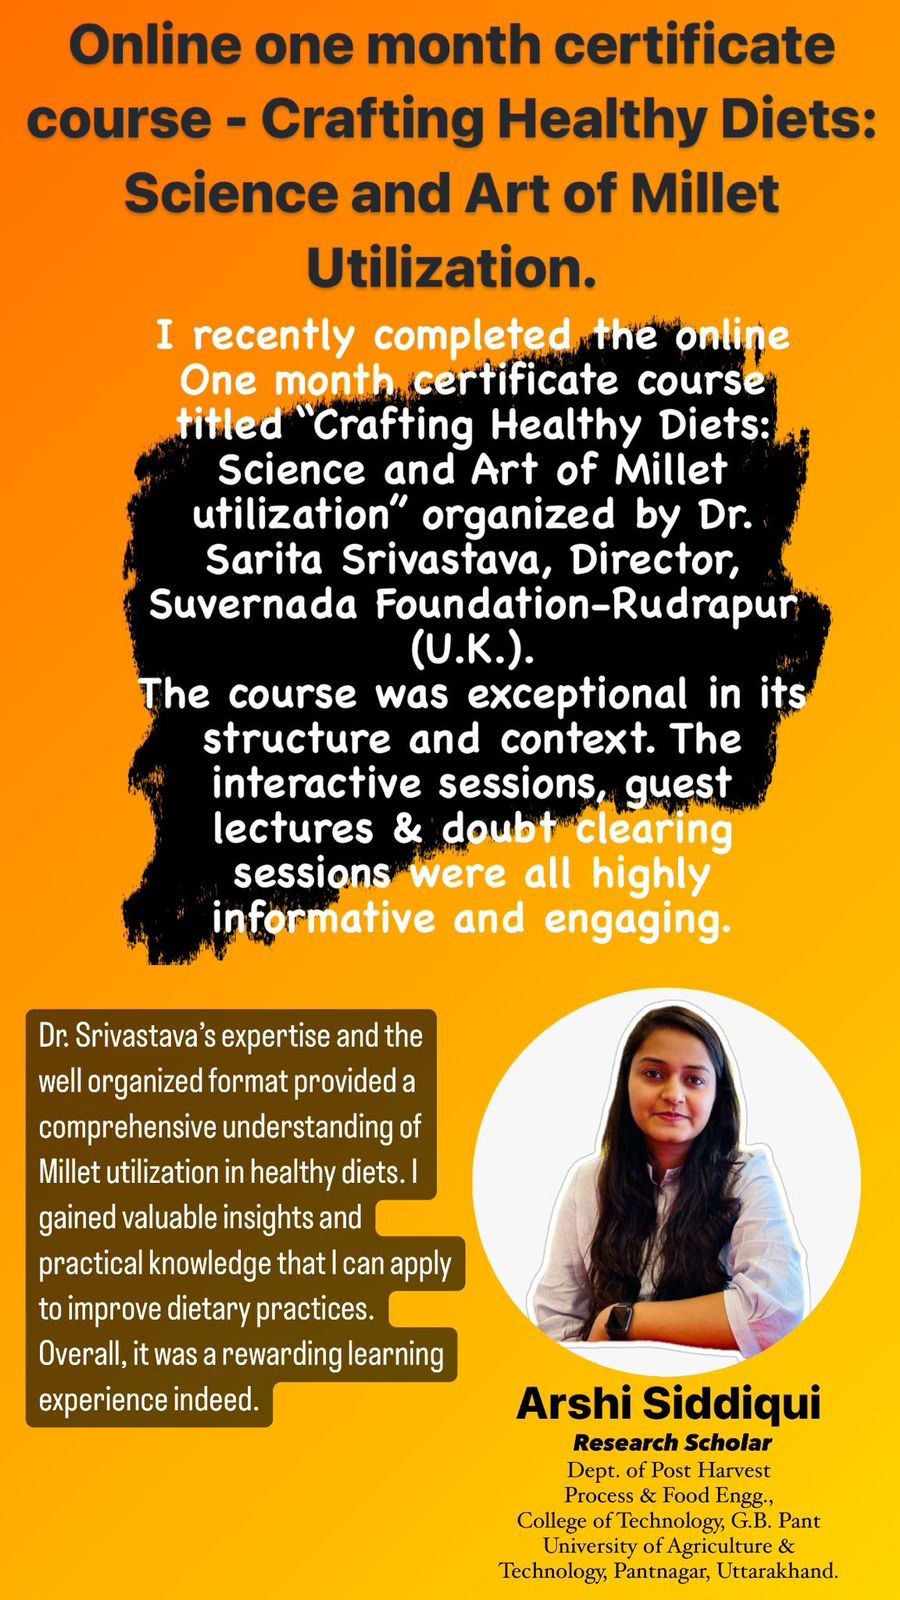 Online one month certificate
course - Crafting Healthy Diets:
Science and Art of Millet
Utilization.
I recently completed the online
One month certificate course
titled “Crafting Healthy Diets:
Science and Art of Millet
utilization” organized by Dr.
Sarita Srivastava, Director,
Suvernada Foundation-Rudrapur
(U.K.).
The course was exceptional in its
structure and context. The
interactive sessions, guest
lectures & doubt clearing
sessions were all highly
informative and engaging.
Dr. Srivastava’s expertise and the
well organized format provided a
comprehensive understanding of
Millet utilization in healthy diets. I
gained valuable insights and
practical knowledge that I can apply
to improve dietary practices.
Overall, it was a rewarding learning
experience indeed.
Arshi Siddiqui
Research Scholar
Dept. of Post Harvest
Process & Food Engg.,
College of Technology, G.B. Pant
University of Agriculture &
Technology, Pantnagar, Uttarakhand.